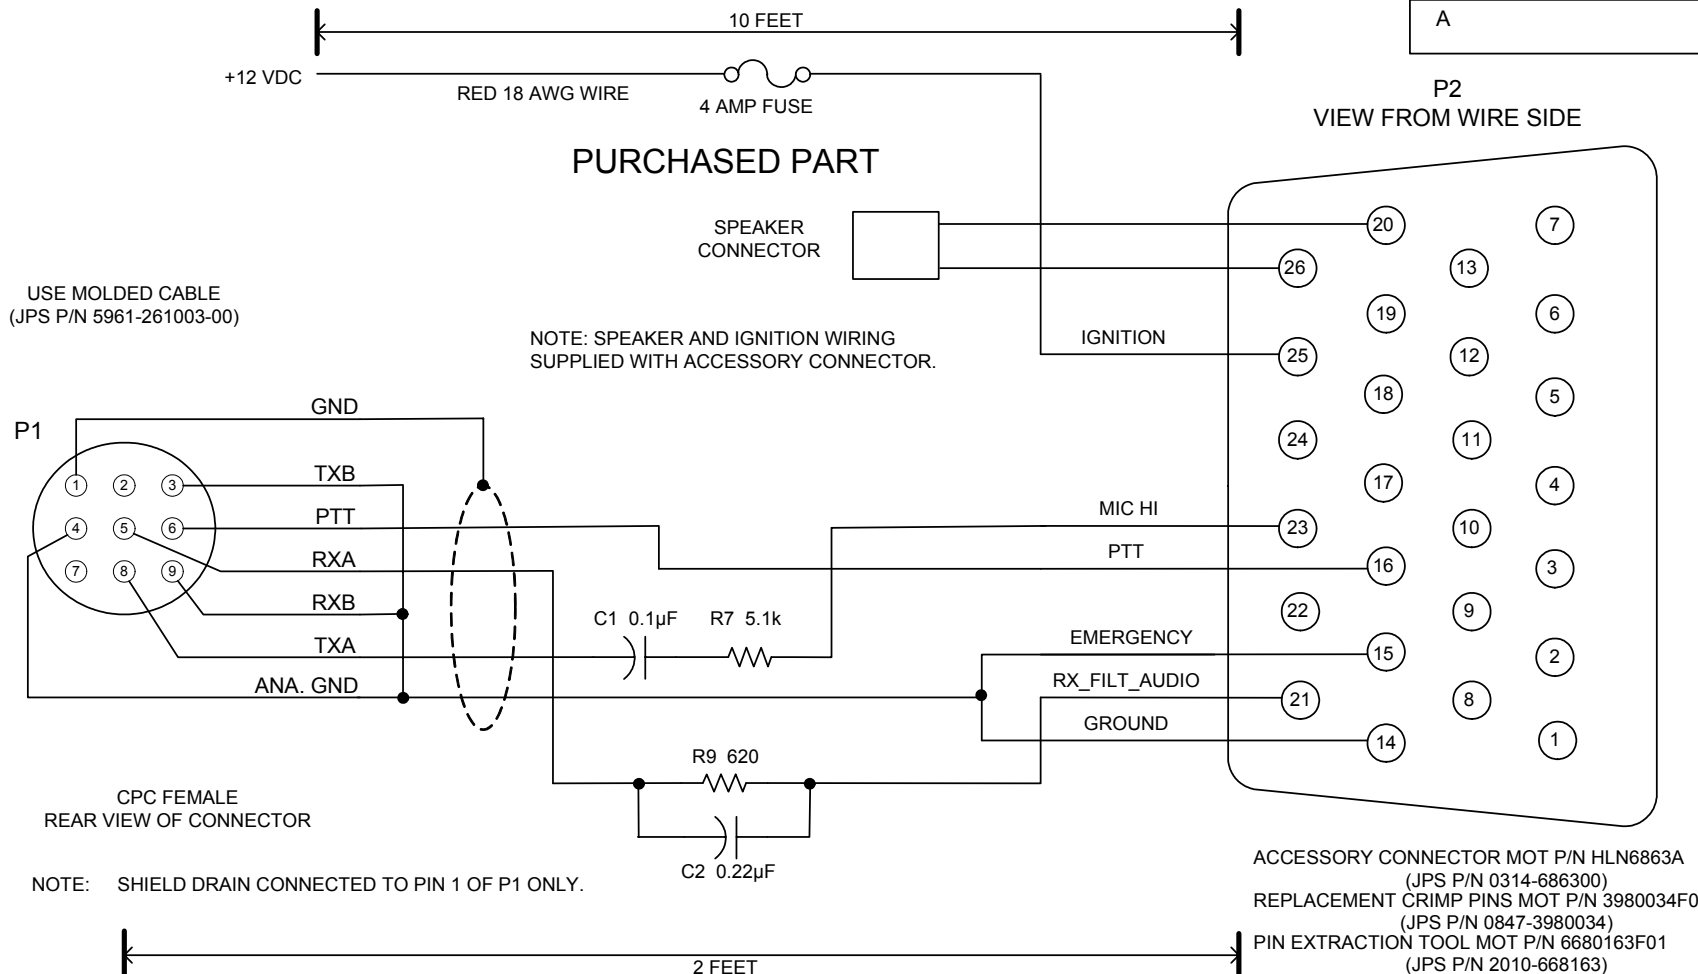 10 FEET
A
+12 VDC
RED 18 AWG WIRE
4 AMP FUSE
P2
VIEW FROM WIRE SIDE
PURCHASED PART
SPEAKER
CONNECTOR
USE MOLDED CABLE
(JPS P/N 5961-261003-00)
NOTE: SPEAKER AND IGNITION WIRING
SUPPLIED WITH ACCESSORY CONNECTOR.
IGNITION
20
7
26
13
19
6
25
12
18
5
24
11
17
4
23
10
16
3
22
9
15
2
21
8
14
1
P1
GND
TXB
PTT
RXA
RXB
TXA
ANA. GND
1
2
3
4
5
6
7
8
9
MIC HI
PTT
C1 0.1µF
R7 5.1k
EMERGENCY
RX_FILT_AUDIO
GROUND
R9 620
C2 0.22µF
CPC FEMALE
REAR VIEW OF CONNECTOR
NOTE: SHIELD DRAIN CONNECTED TO PIN 1 OF P1 ONLY.
ACCESSORY CONNECTOR MOT P/N HLN6863A
(JPS P/N 0314-686300)
REPLACEMENT CRIMP PINS MOT P/N 3980034F0
(JPS P/N 0847-3980034)
PIN EXTRACTION TOOL MOT P/N 6680163F01
(JPS P/N 2010-668163)
2 FEET